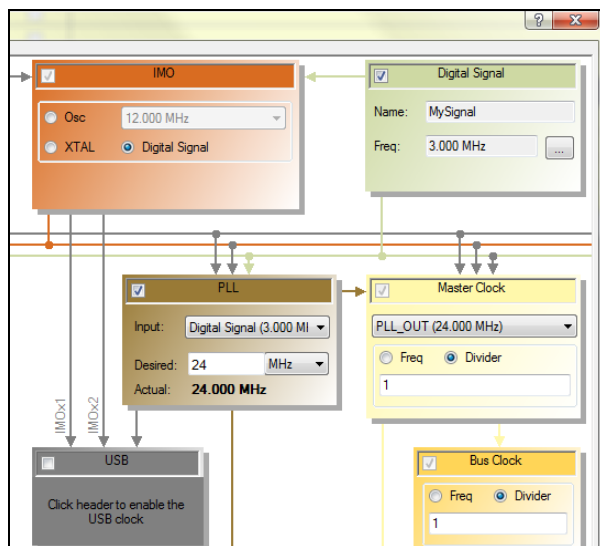 ?
IMO
Osc
12.000 MHz
XTAL
Digital Signal
Digital Signal
Name:
MySignal
Freq:
3.000 MHz
...
PLL
Input:
Digital Signal (3.000 MI
Desired:
24
MHz
Actual:
24.000 MHz
Master Clock
PLL_OUT (24.000 MHz)
Freq
Divider
1
IMOx1
IMOx2
USB
Click header to enable the
USB clock
Bus Clock
Freq
Divider
1